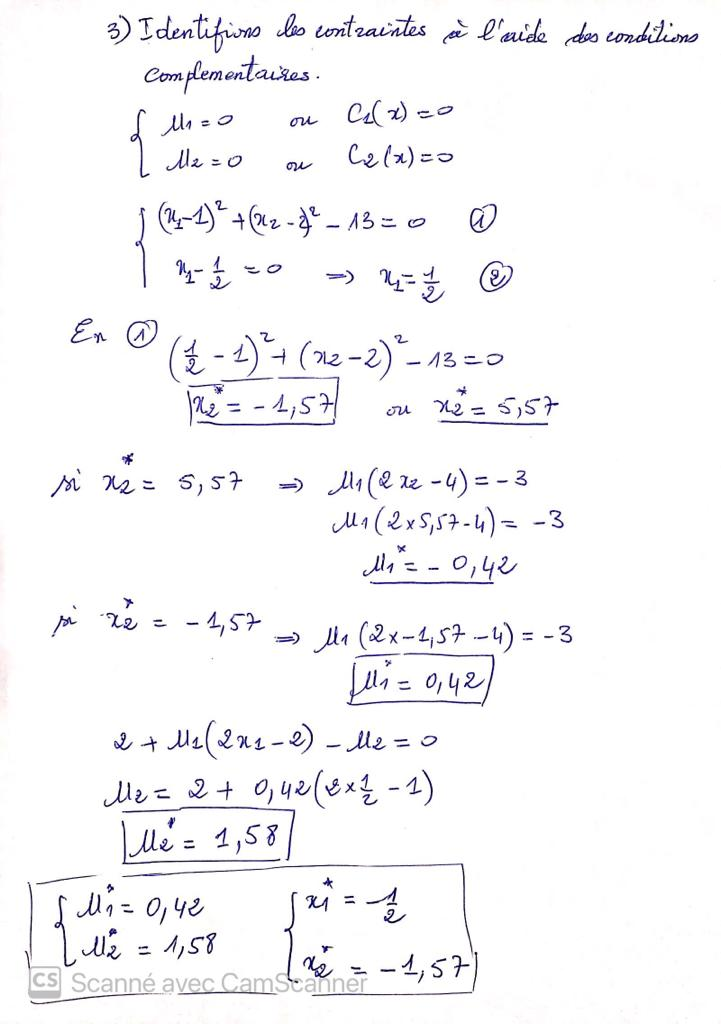 3) Identifions les contraintes à l'aide des conditions
complementaires.
{ μ1 = 0 ou C1(x) = 0
μ2 = 0 ou C2(x) = 0
{ (x1-1)² + (x2-2)² - 13 = 0 ①
x1 - 1/2 = 0 ⇒ x1 = 1/2 ②
En ① (1/2 - 1)² + (x2 - 2)² - 13 = 0
x2* = -1,57 ou x2* = 5,57
si x2* = 5,57 ⇒ μ1(2x2 - 4) = -3
μ1(2×5,57-4) = -3
μ1* = - 0,42
si x2* = -1,57 ⇒ μ1(2×-1,57 -4) = -3
μ1* = 0,42
2 + μ1(2x1 - 2) - μ2 = 0
μ2 = 2 + 0,42(2×1/2 - 1)
μ2* = 1,58
{ μ1* = 0,42 { x1* = -1/2
μ2* = 1,58 x2* = -1,57
CS Scanné avec CamScanner